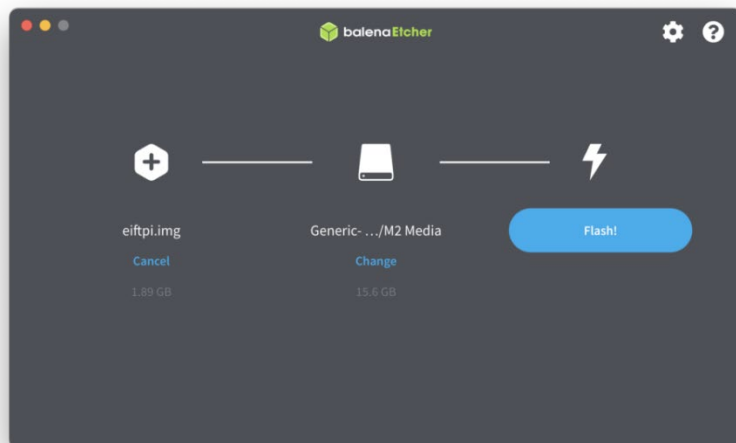 balenaEtcher
eiftpi.img
Generic- .../M2 Media
Flash!
Cancel
Change
1.89 GB
15.6 GB